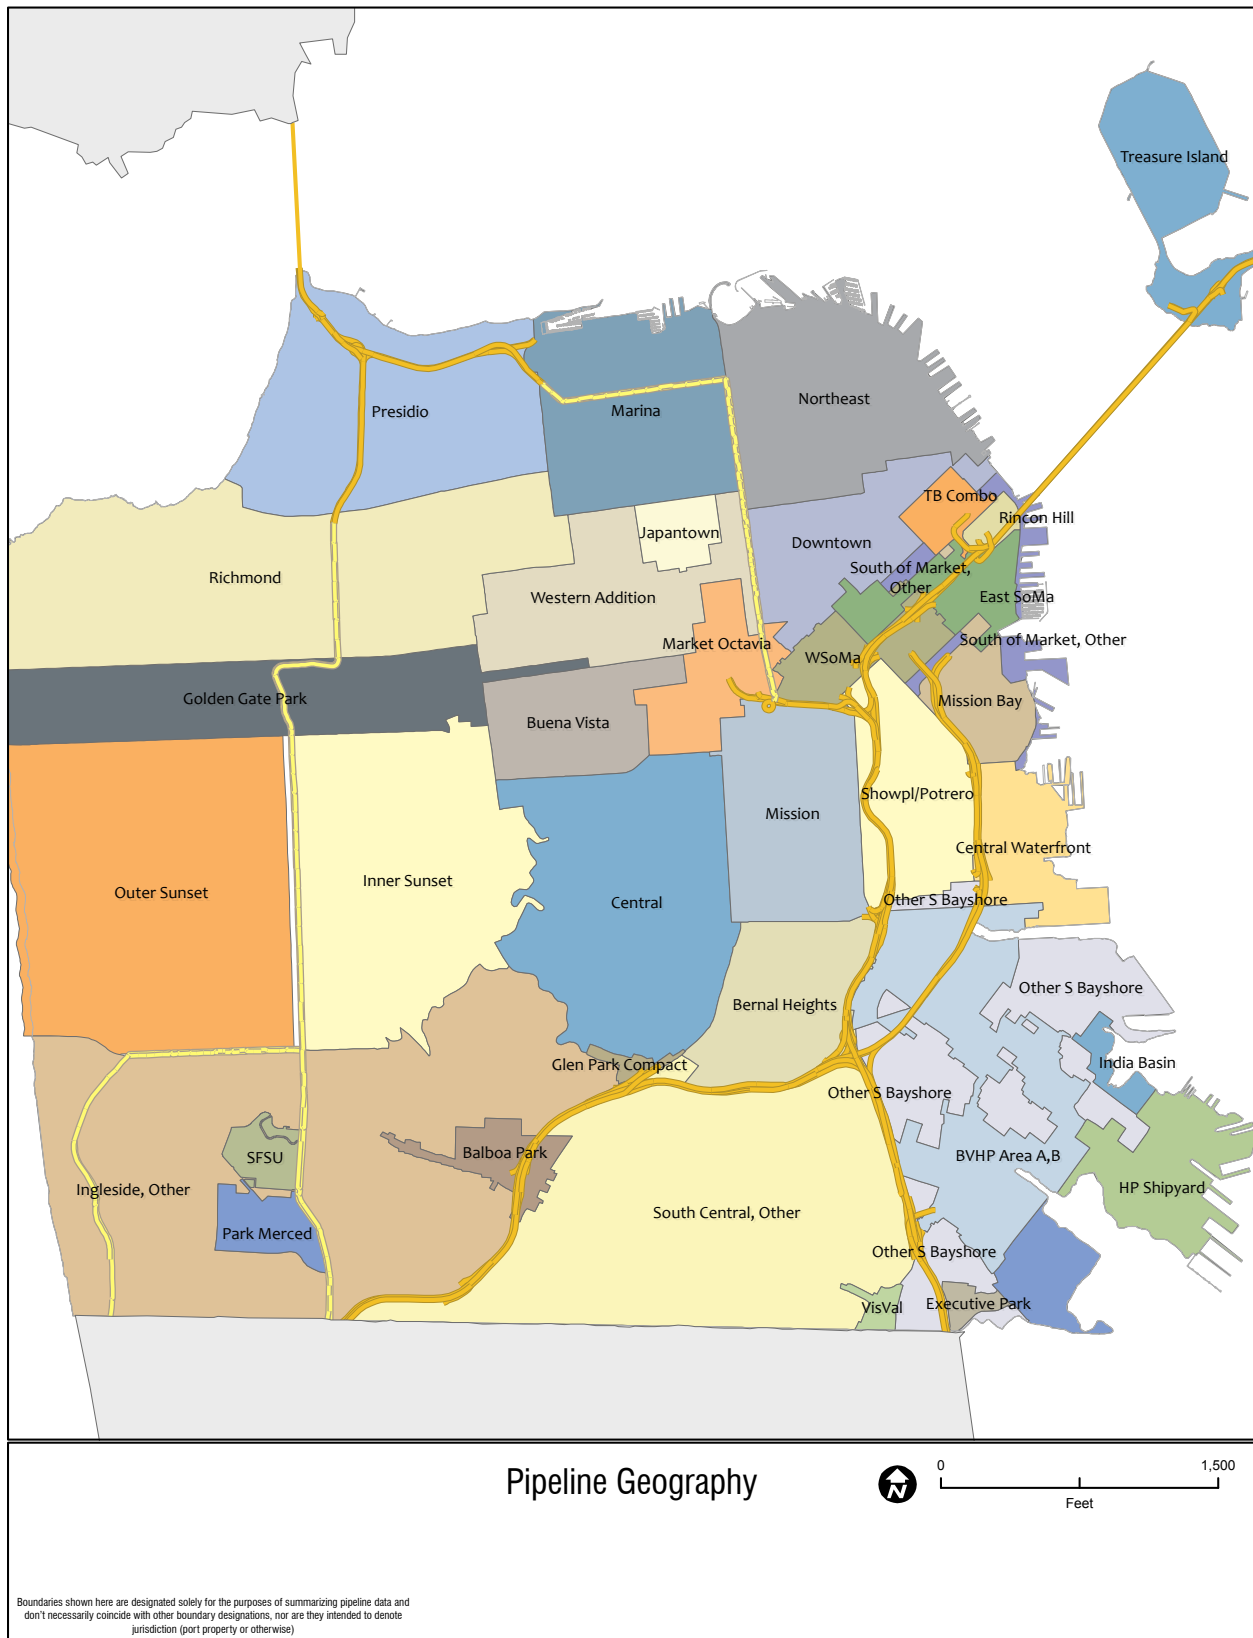 Treasure Island
Northeast
Presidio
Marina
TB Combo
Rincon Hill
Japantown
Downtown
South of Market,
Other
Richmond
Western Addition
East SoMa
Market Octavia
South of Market, Other
WSoMa
Golden Gate Park
Mission Bay
Buena Vista
Showpl/Potrero
Mission
Central Waterfront
Inner Sunset
Outer Sunset
Central
Other S Bayshore
Other S Bayshore
Bernal Heights
Glen Park Compact
India Basin
Other S Bayshore
Balboa Park
SFSU
BVHP Area A,B
Ingleside, Other
HP Shipyard
South Central, Other
Park Merced
Other S Bayshore
VisVal
Executive Park
Pipeline Geography
N
0 1,500
Feet
Boundaries shown here are designated solely for the purposes of summarizing pipeline data and
don't necessarily coincide with other boundary designations, nor are they intended to denote
jurisdiction (port property or otherwise)